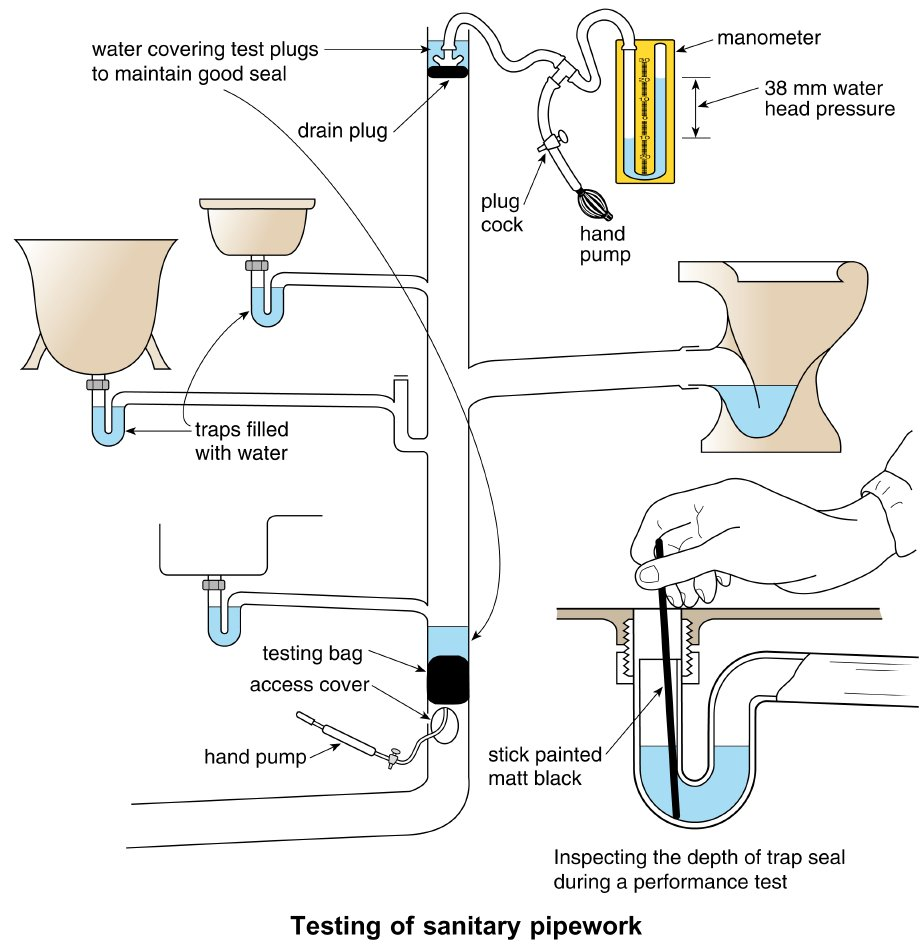 water covering test plugs
to maintain good seal
drain plug
manometer
38 mm water
head pressure
plug
cock
hand
pump
traps filled
with water
testing bag
access cover
hand pump
stick painted
matt black
Inspecting the depth of trap seal
during a performance test
Testing of sanitary pipework